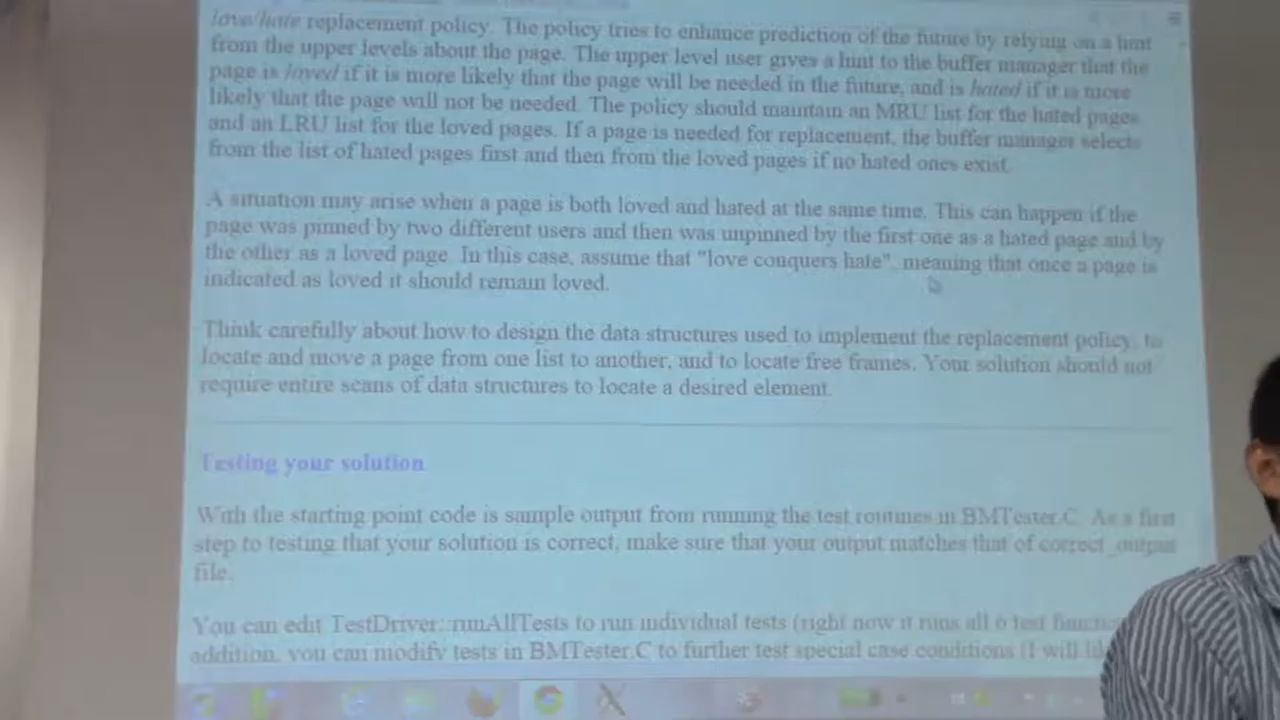 love/hate replacement policy. The policy tries to enhance prediction of the future by relying on a hint
from the upper levels about the page. The upper level user gives a hint to the buffer manager that the
page is loved if it is more likely that the page will be needed in the future, and is hated if it is more
likely that the page will not be needed. The policy should maintain an MRU list for the hated pages
and an LRU list for the loved pages. If a page is needed for replacement, the buffer manager selects
from the list of hated pages first and then from the loved pages if no hated ones exist.
A situation may arise when a page is both loved and hated at the same time. This can happen if the
page was pinned by two different users and then was unpinned by the first one as a hated page and by
the other as a loved page. In this case, assume that "love conquers hate", meaning that once a page is
indicated as loved it should remain loved.
Think carefully about how to design the data structures used to implement the replacement policy, to
locate and move a page from one list to another, and to locate free frames. Your solution should not
require entire scans of data structures to locate a desired element.
Testing your solution
With the starting point code is sample output from running the test routines in BMTester.C. As a first
step to testing that your solution is correct, make sure that your output matches that of correct_output
file.
You can edit TestDriver::runAllTests to run individual tests (right now it runs all 6 test
addition, you can modify tests in BMTester.C to further test special case conditions (I will